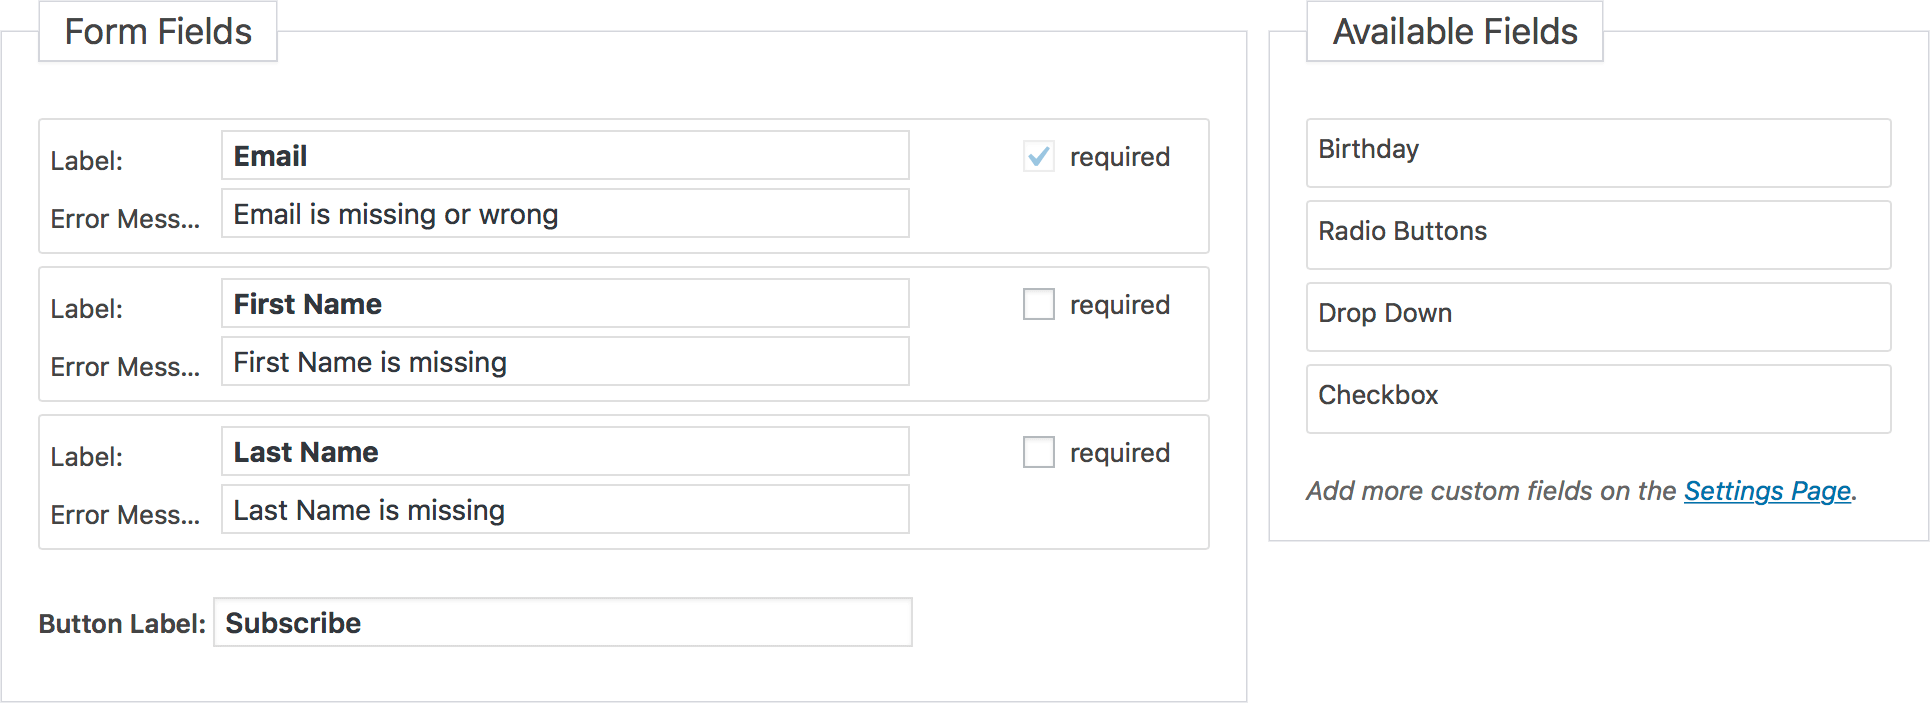 Form Fields
Label: Email required
Error Mess... Email is missing or wrong
Label: First Name required
Error Mess... First Name is missing
Label: Last Name required
Error Mess... Last Name is missing
Button Label: Subscribe
Available Fields
Birthday
Radio Buttons
Drop Down
Checkbox
Add more custom fields on the Settings Page.